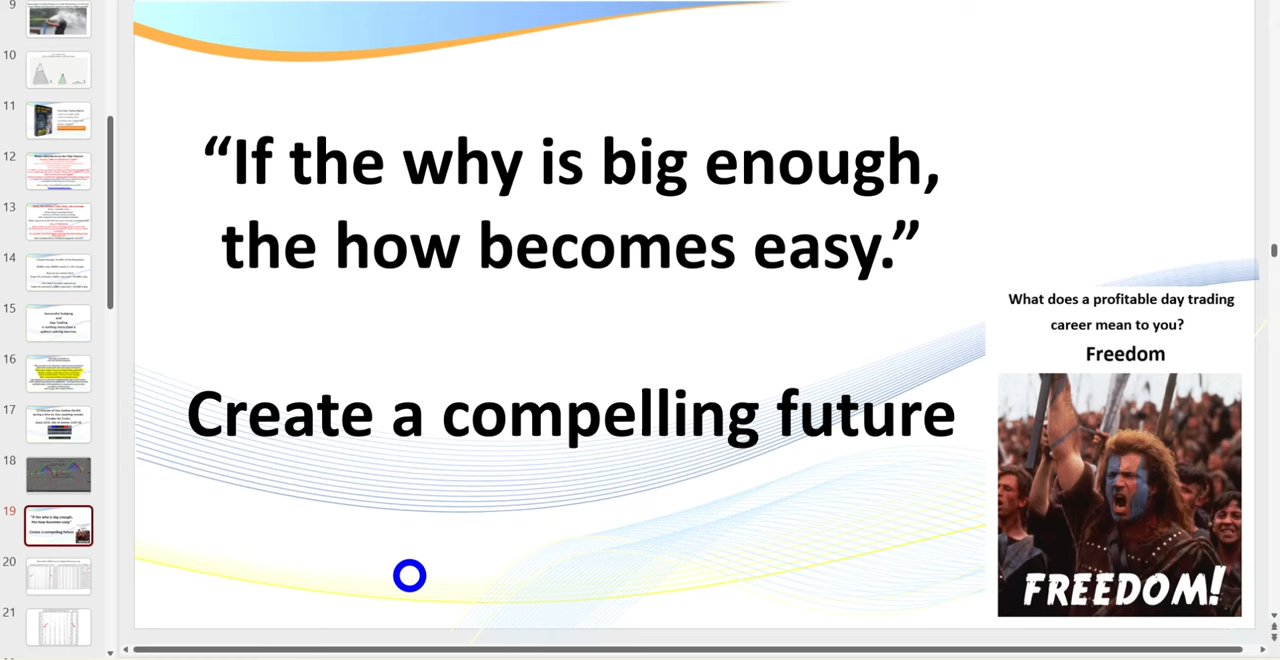 9
10
11
12
13
14
15
16
17
18
19
20
21
“If the why is big enough,
the how becomes easy.”
Create a compelling future
What does a profitable day trading
career mean to you?
Freedom
FREEDOM!